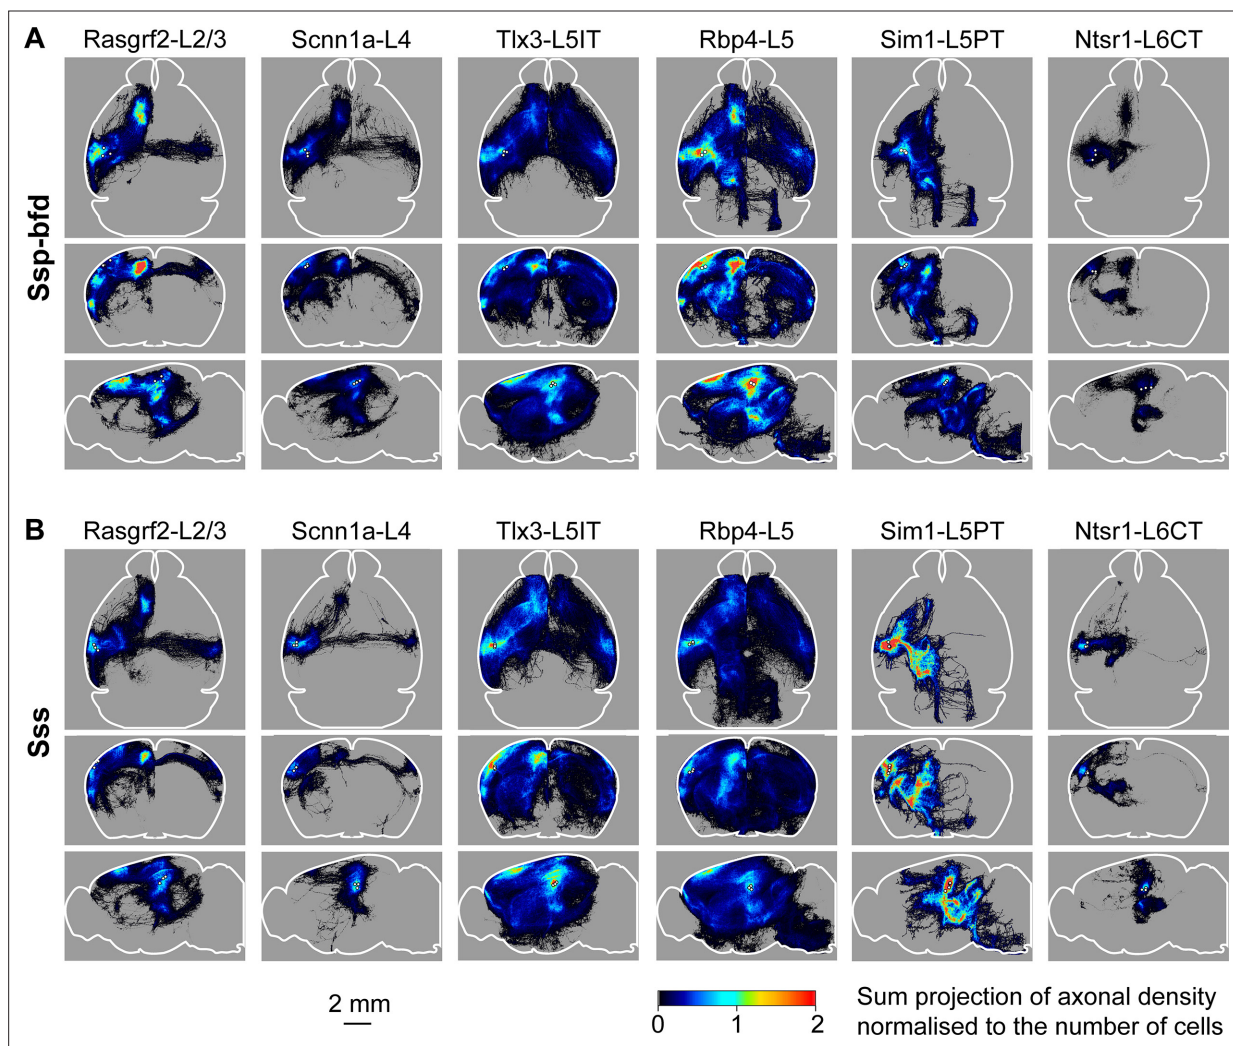 A
Rasgrf2-L2/3 Scnn1a-L4 Tlx3-L5IT Rbp4-L5 Sim1-L5PT Ntsr1-L6CT
Ssp-bfd
B
Rasgrf2-L2/3 Scnn1a-L4 Tlx3-L5IT Rbp4-L5 Sim1-L5PT Ntsr1-L6CT
Sss
2 mm
0 1 2
Sum projection of axonal density
normalised to the number of cells